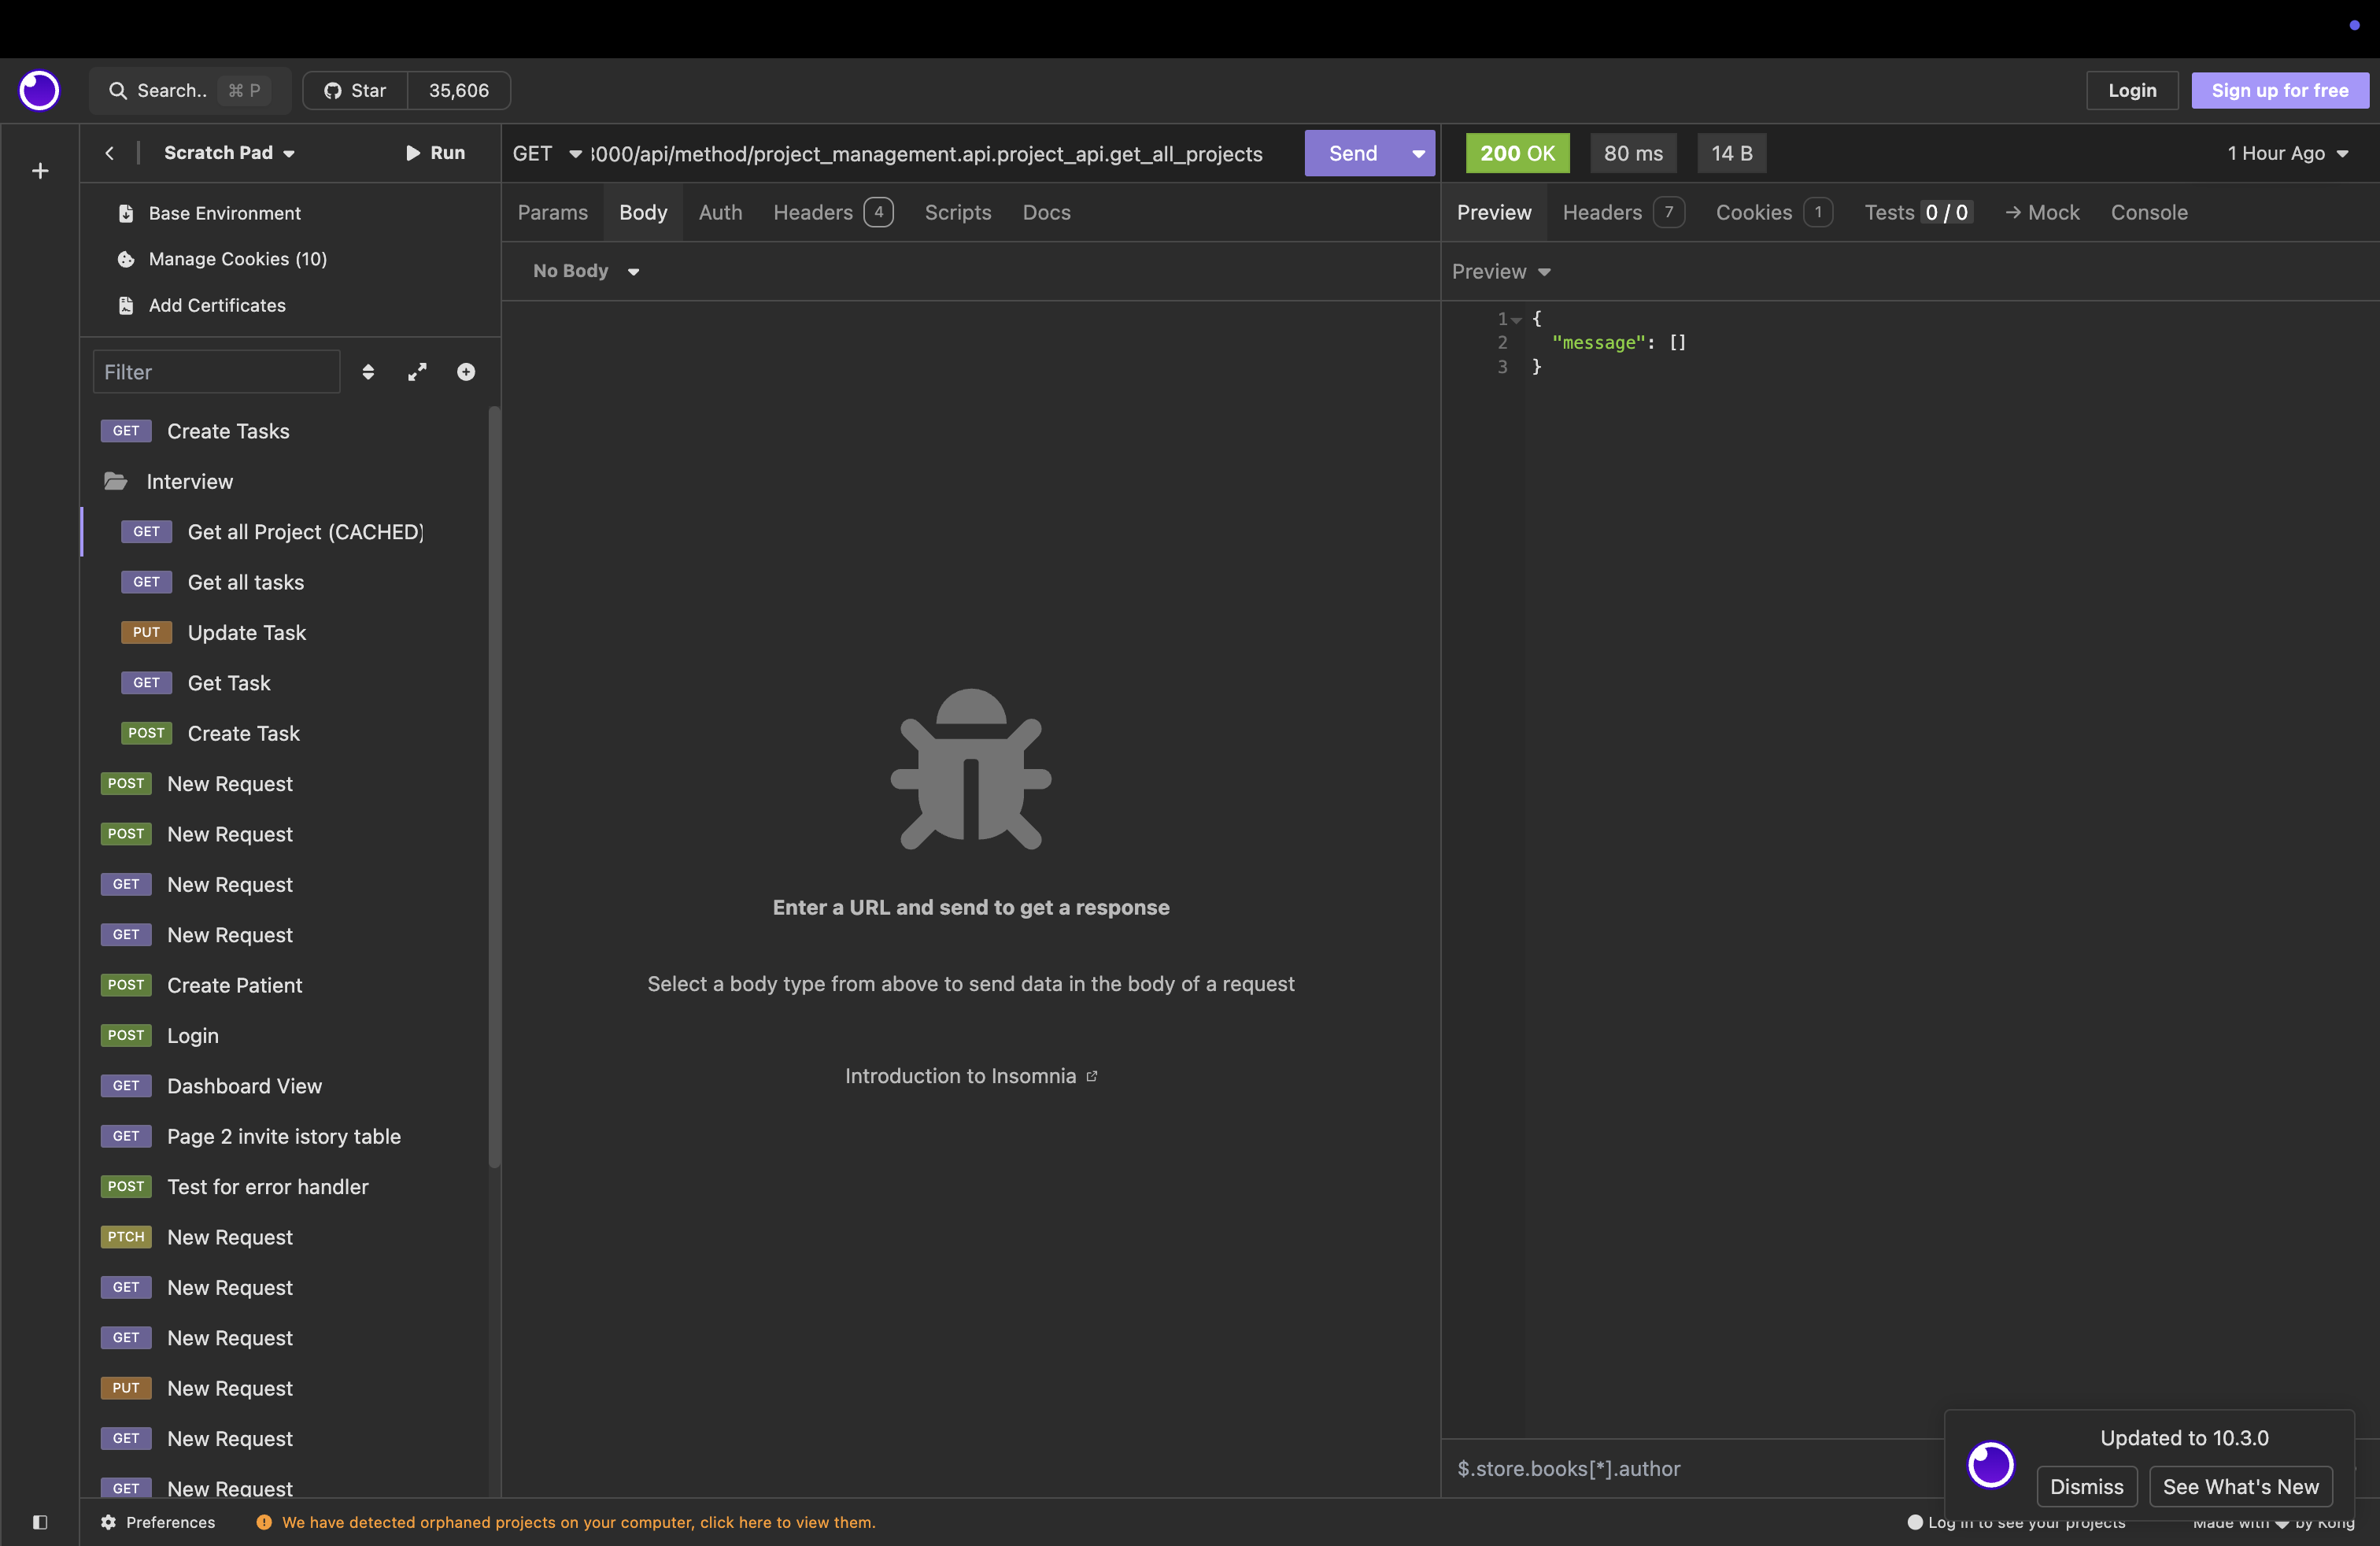 Search.. ⌘ P Star 35,606 Login Sign up for free
Scratch Pad Run
Base Environment
Manage Cookies (10)
Add Certificates
Filter
GET Create Tasks
Interview
GET Get all Project (CACHED)
GET Get all tasks
PUT Update Task
GET Get Task
POST Create Task
POST New Request
POST New Request
GET New Request
GET New Request
POST Create Patient
POST Login
GET Dashboard View
GET Page 2 invite istory table
POST Test for error handler
PTCH New Request
GET New Request
GET New Request
PUT New Request
GET New Request
GET New Request
GET 3000/api/method/project_management.api.project_api.get_all_projects Send
Params Body Auth Headers 4 Scripts Docs
No Body
Enter a URL and send to get a response
Select a body type from above to send data in the body of a request
Introduction to Insomnia
200 OK 80 ms 14 B 1 Hour Ago
Preview Headers 7 Cookies 1 Tests 0 / 0 → Mock Console
Preview
1 {
2 "message": []
3 }
$.store.books[*].author
Updated to 10.3.0
Dismiss See What's New
Preferences We have detected orphaned projects on your computer, click here to view them. Log in to see your projects Made with ❤ by Kong